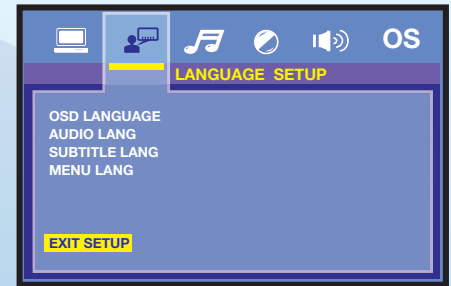 OS
LANGUAGE SETUP
OSD LANGUAGE
AUDIO LANG
SUBTITLE LANG
MENU LANG
EXIT SETUP